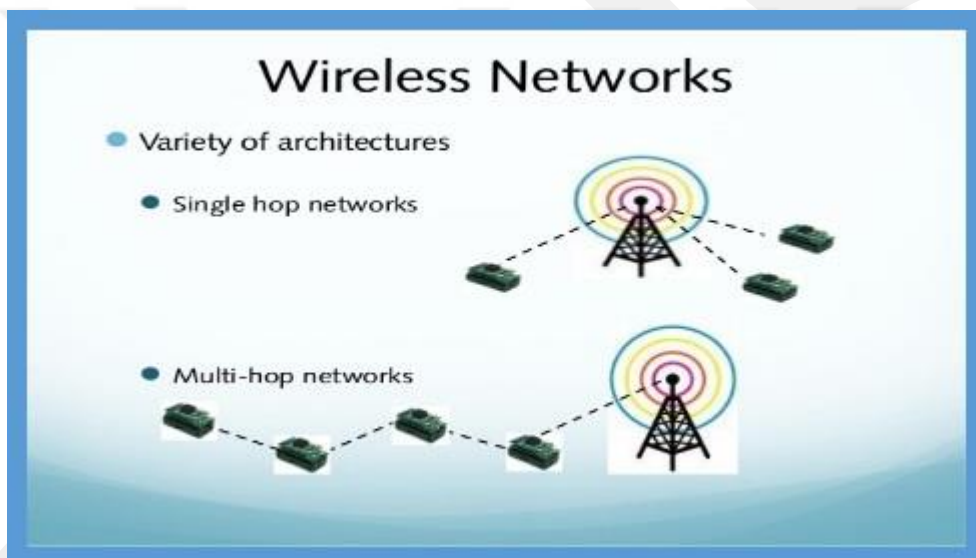 Wireless Networks
Variety of architectures
Single hop networks
Multi-hop networks